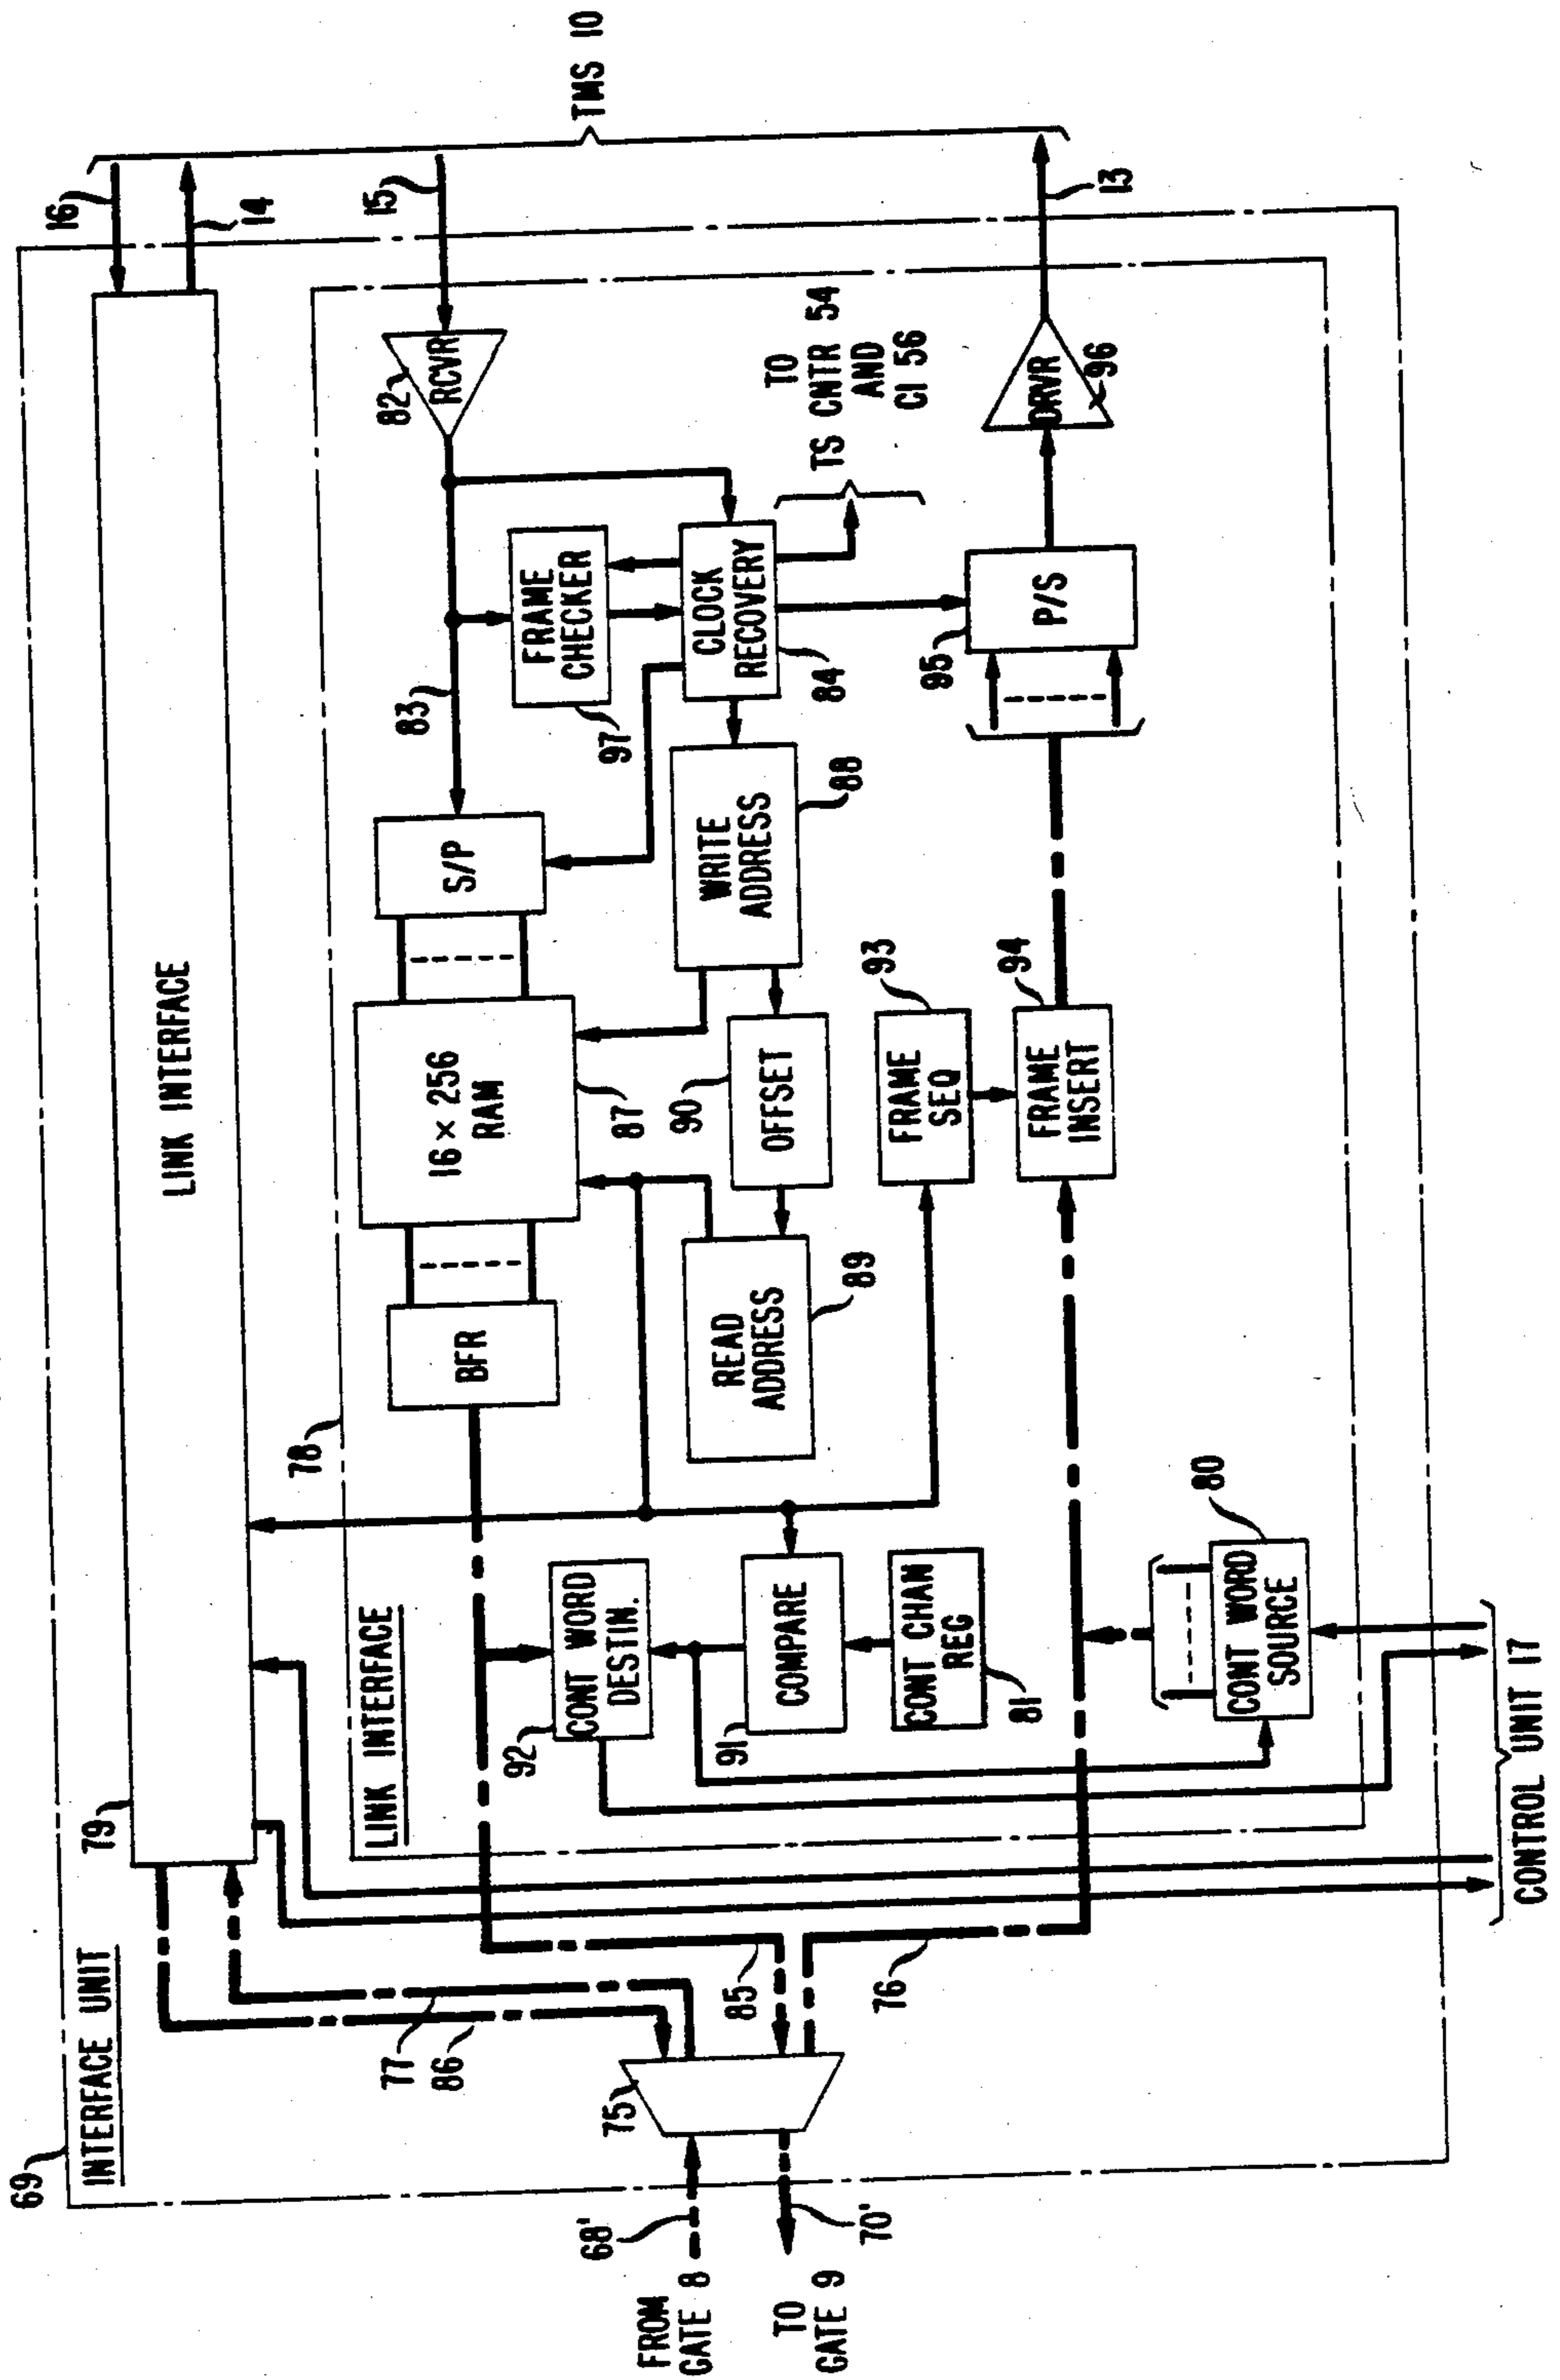 69
INTERFACE UNIT
79
LINK INTERFACE
16
14
TMS 10
77
86
78
LINK INTERFACE
BFR
16 × 256
RAM
87
S/P
83
82
RCVR
15
92
CONT WORD
DESTIN.
READ
ADDRESS
89
90
OFFSET
WRITE
ADDRESS
88
97
FRAME
CHECKER
CLOCK
RECOVERY
84
TO
TS CNTR 54
AND
CI 56
75
85
91
COMPARE
CONT CHAN
REG
81
FRAME
SEQ
93
FRAME
INSERT
94
95
P/S
DRVR
96
13
FROM
GATE 8
68'
TO
GATE 9
70'
76
CONT WORD
SOURCE
80
CONTROL UNIT 17